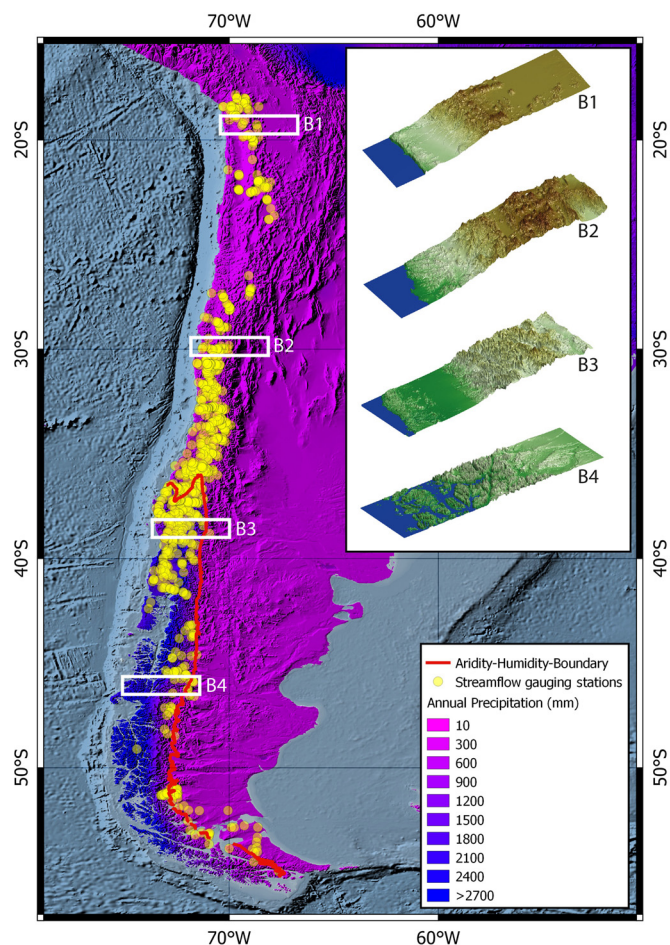 70°W 60°W
20°S
30°S
40°S
50°S
B1
B2
B3
B4
B1
B2
B3
B4
20°S
30°S
40°S
50°S
Aridity-Humidity-Boundary
Streamflow gauging stations
Annual Precipitation (mm)
10
300
600
900
1200
1500
1800
2100
2400
>2700
70°W 60°W